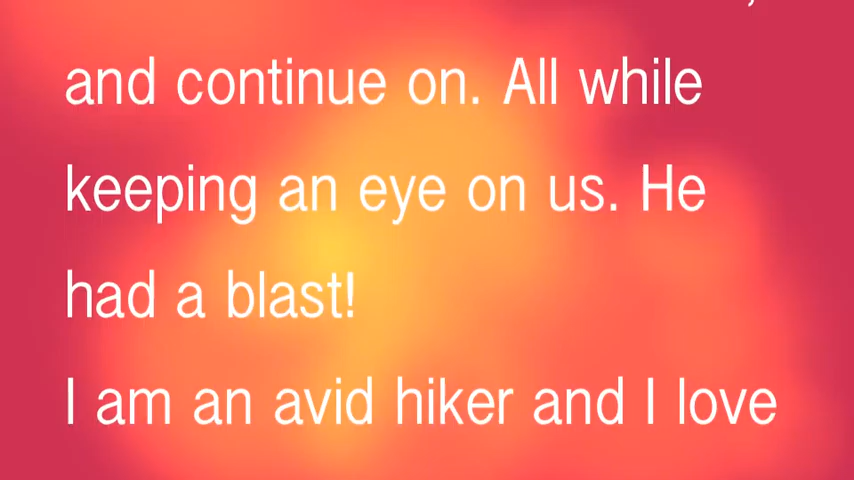 and continue on. All while
keeping an eye on us. He
had a blast!
I am an avid hiker and I love